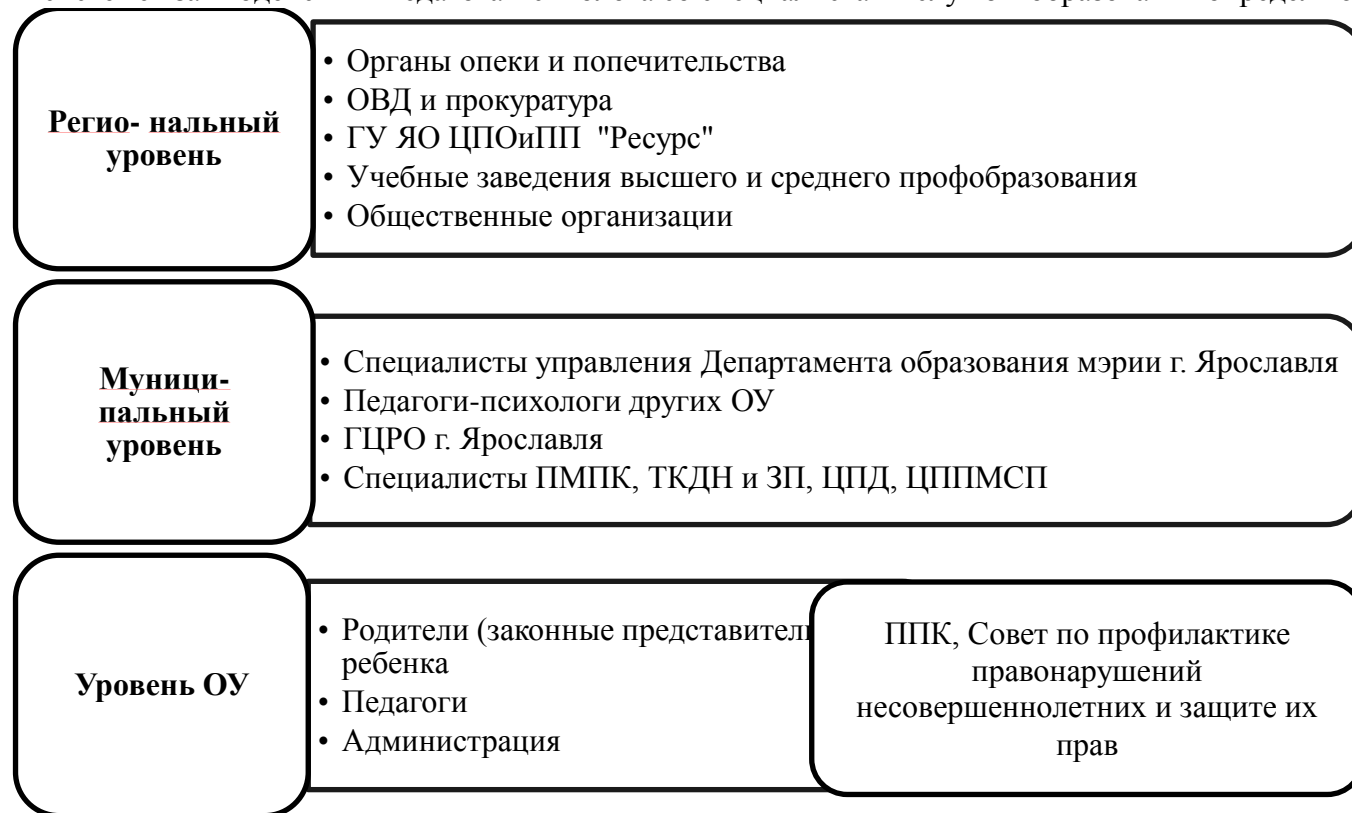 Регио- нальный
уровень
• Органы опеки и попечительства
• ОВД и прокуратура
• ГУ ЯО ЦПОиПП "Ресурс"
• Учебные заведения высшего и среднего профобразования
• Общественные организации
Муници-
пальный
уровень
• Специалисты управления Департамента образования мэрии г. Ярославля
• Педагоги-психологи других ОУ
• ГЦРО г. Ярославля
• Специалисты ПМПК, ТКДН и ЗП, ЦПД, ЦППМСП
Уровень ОУ
• Родители (законные
ребенка
• Педагоги
• Администрация
ППК, Совет по профилактике
правонарушений
несовершеннолетних и защите их
прав